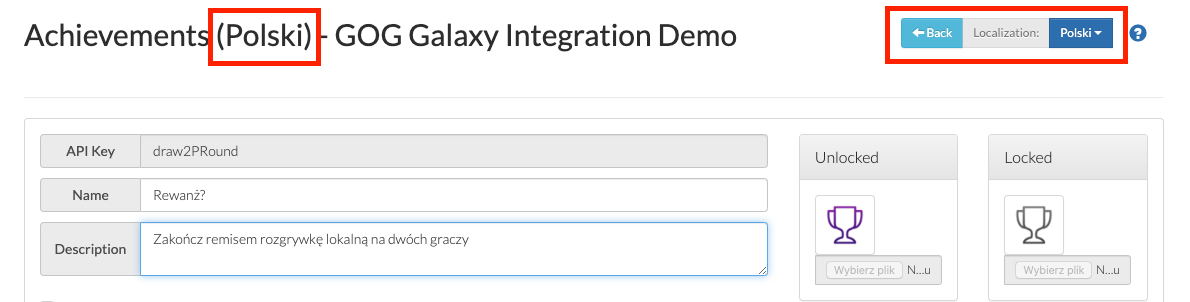 Achievements (Polski) - GOG Galaxy Integration Demo
Back Localization: Polski ?
API Key draw2PRound
Unlocked Locked
Name Rewanż?
Description Zakończ remisem rozgrywkę lokalną na dwóch graczy
Wybierz plik N...u Wybierz plik N...u